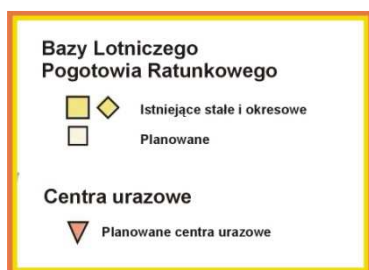 Bazy Lotniczego
Pogotowia Ratunkowego
Istniejące stałe i okresowe
Planowane
Centra urazowe
Planowane centra urazowe